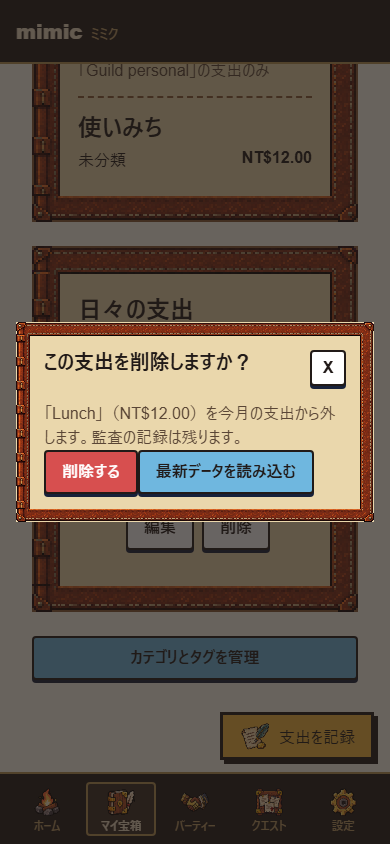 mimic ミミク
「Guild personal」の支出のみ
使いみち
未分類 NT$12.00
日々の支出
この支出を削除しますか？
X
「Lunch」（NT$12.00）を今月の支出から外
します。監査の記録は残ります。
削除する 最新データを読み込む
編集 削除
カテゴリとタグを管理
支出を記録
ホーム マイ宝箱 パーティー クエスト 設定